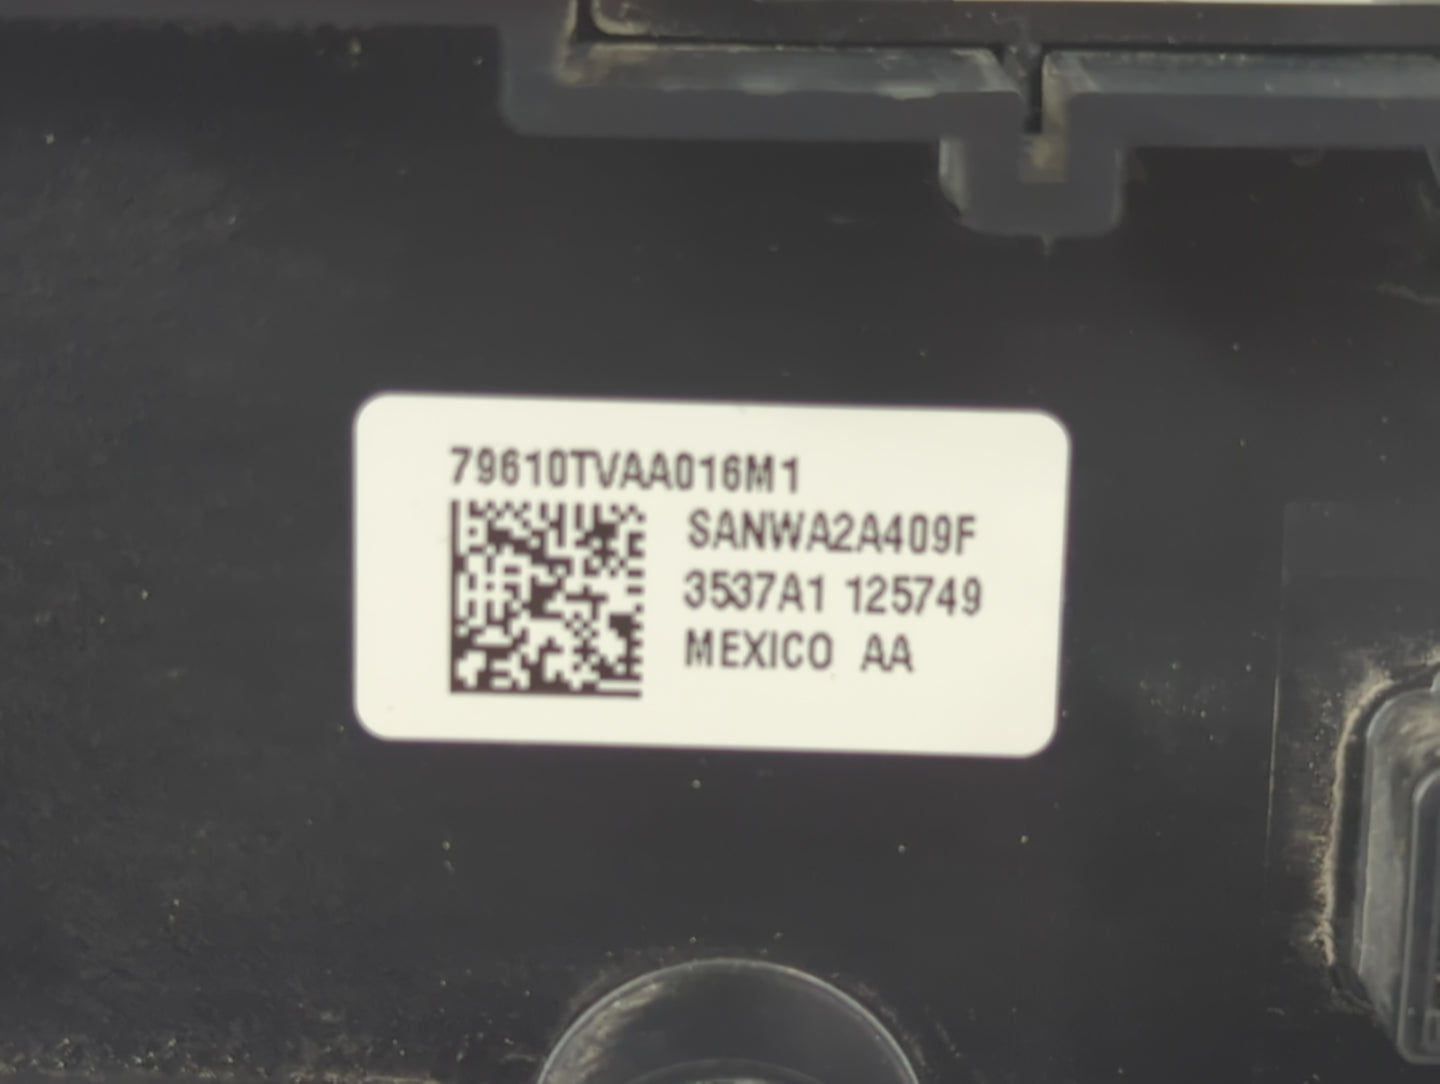 79610TVAA016M1
SANWA2A409F
3537A1 125749
MEXICO AA